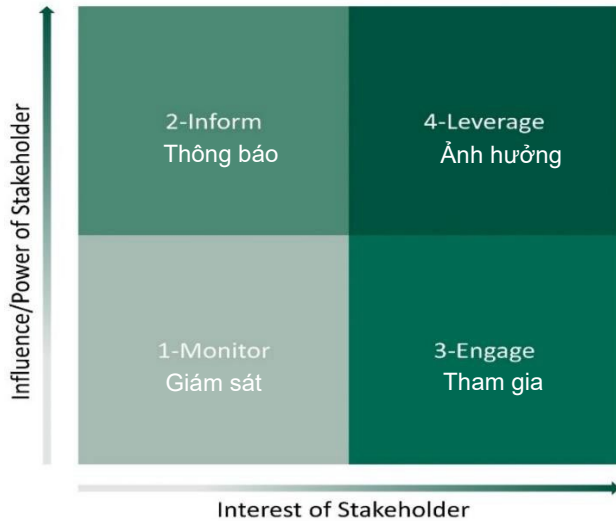 Influence/Power of Stakeholder
2-Inform
Thông báo
4-Leverage
Ảnh hưởng
1-Monitor
Giám sát
3-Engage
Tham gia
Interest of Stakeholder